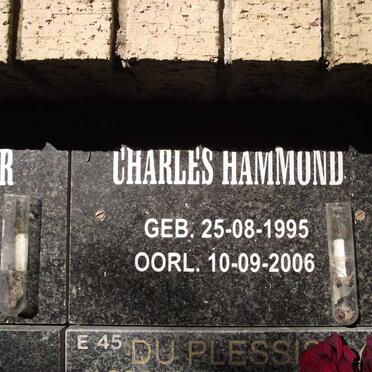 R
CHARLES HAMMOND
GEB. 25-08-1995
OORL. 10-09-2006
E 45
DU PLESSIS